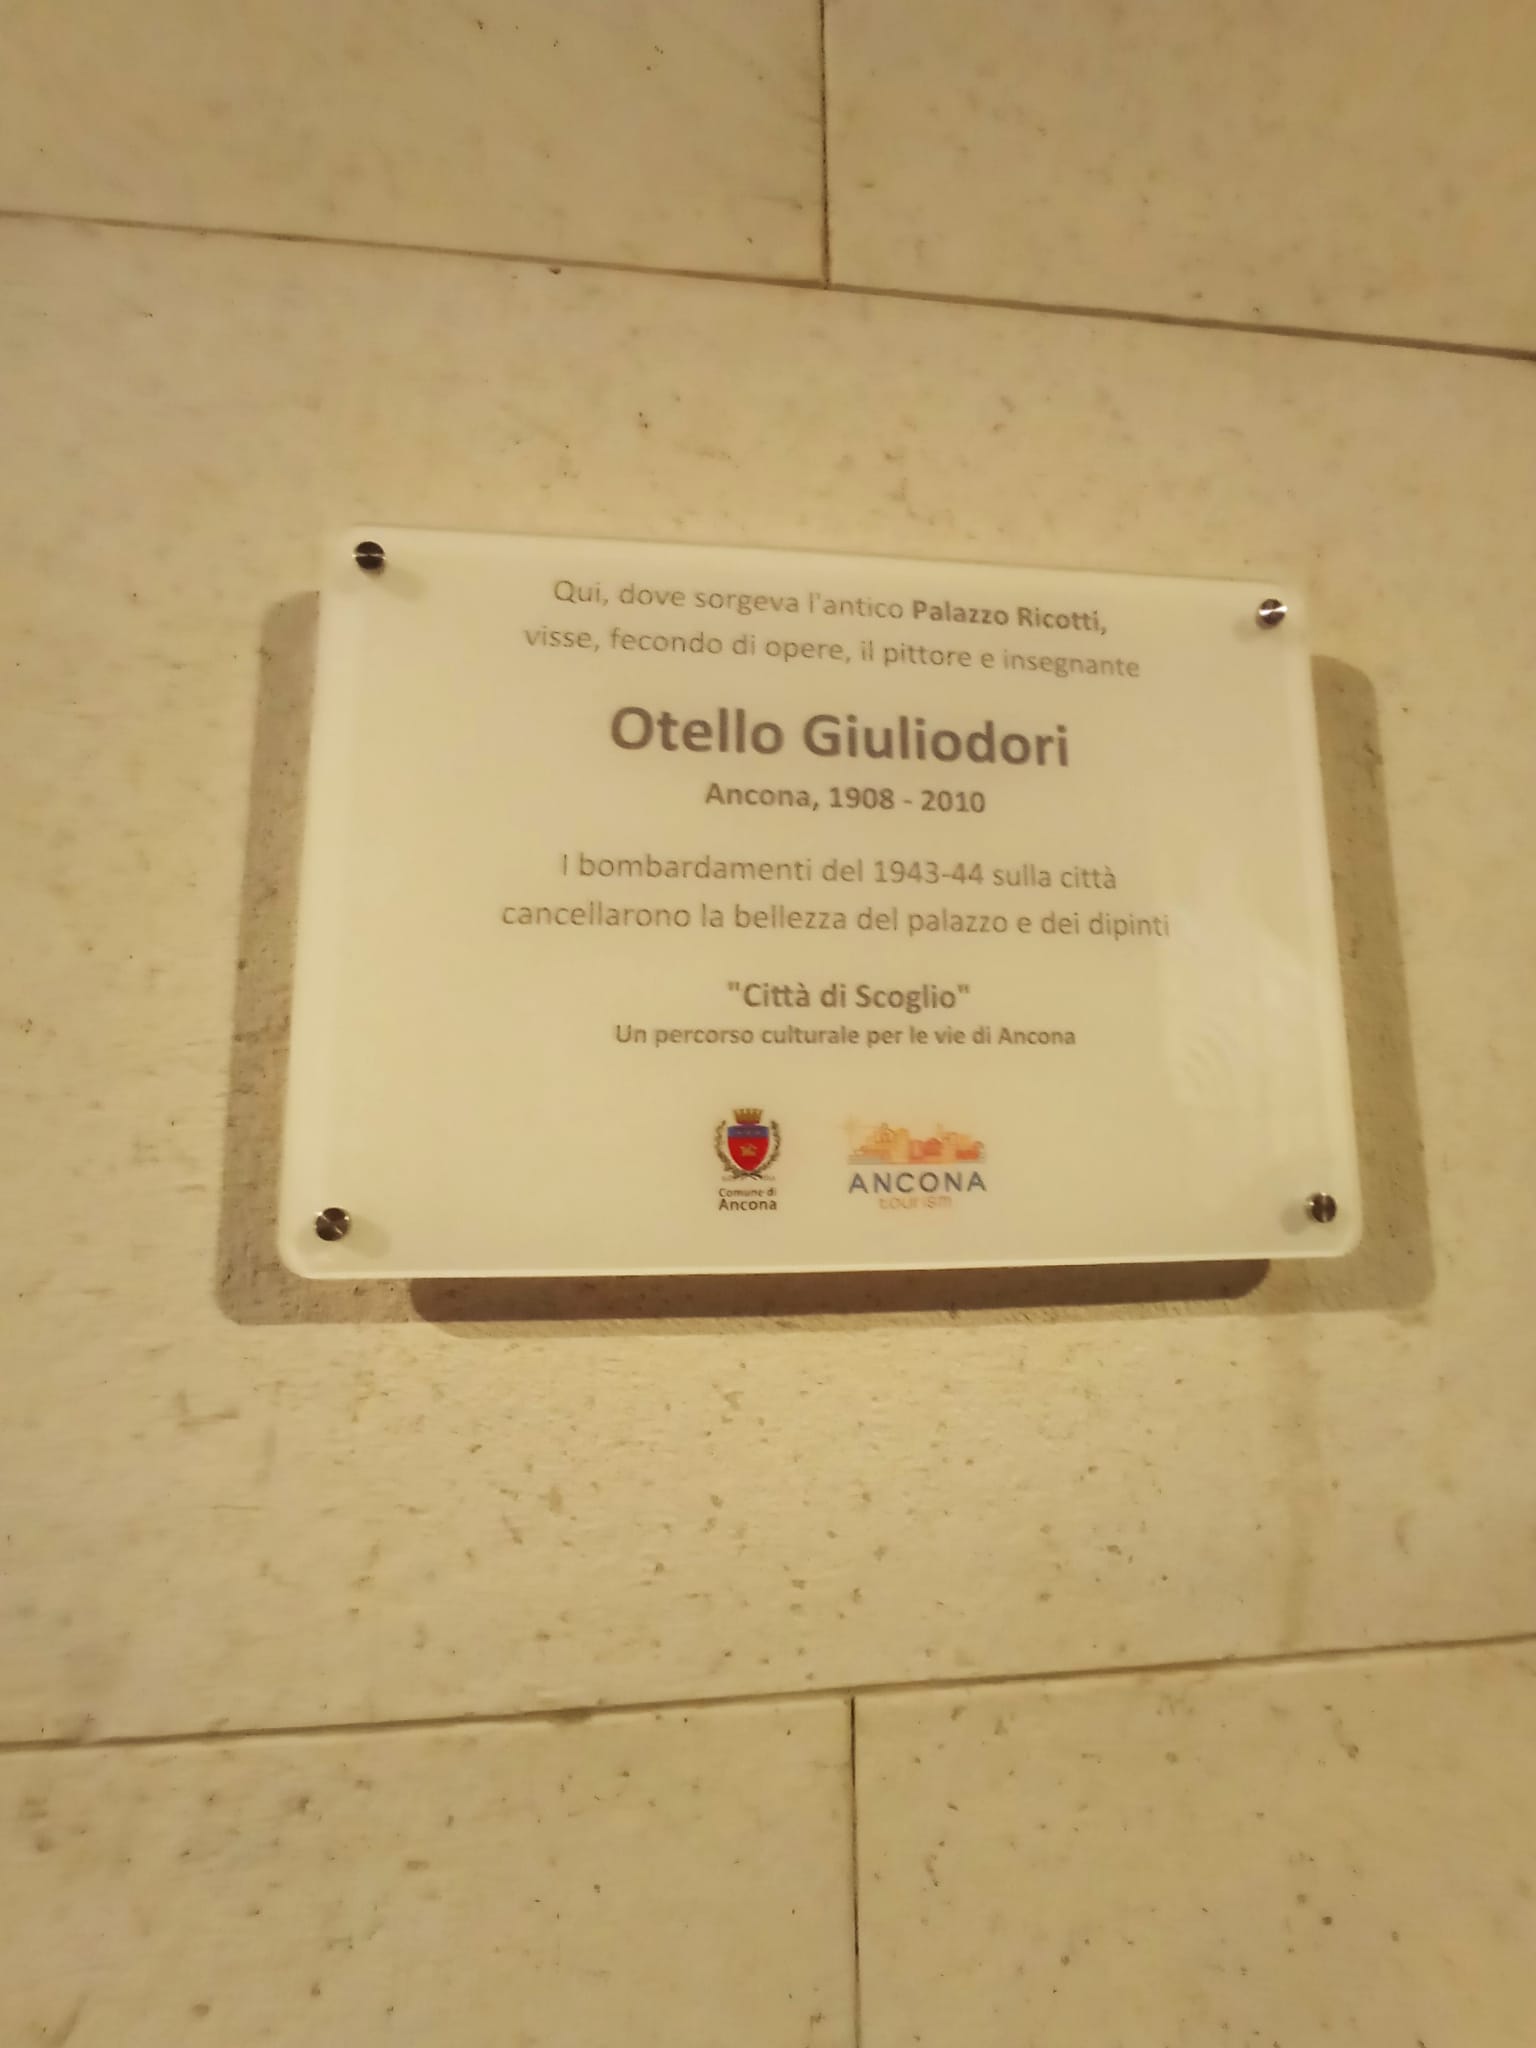 Qui, dove sorgeva l'antico Palazzo Ricotti,
visse, fecondo di opere, il pittore e insegnante
Otello Giuliodori
Ancona, 1908 - 2010
I bombardamenti del 1943-44 sulla città
cancellarono la bellezza del palazzo e dei dipinti
"Città di Scoglio"
Un percorso culturale per le vie di Ancona
Comune di
Ancona
ANCONA
tourism